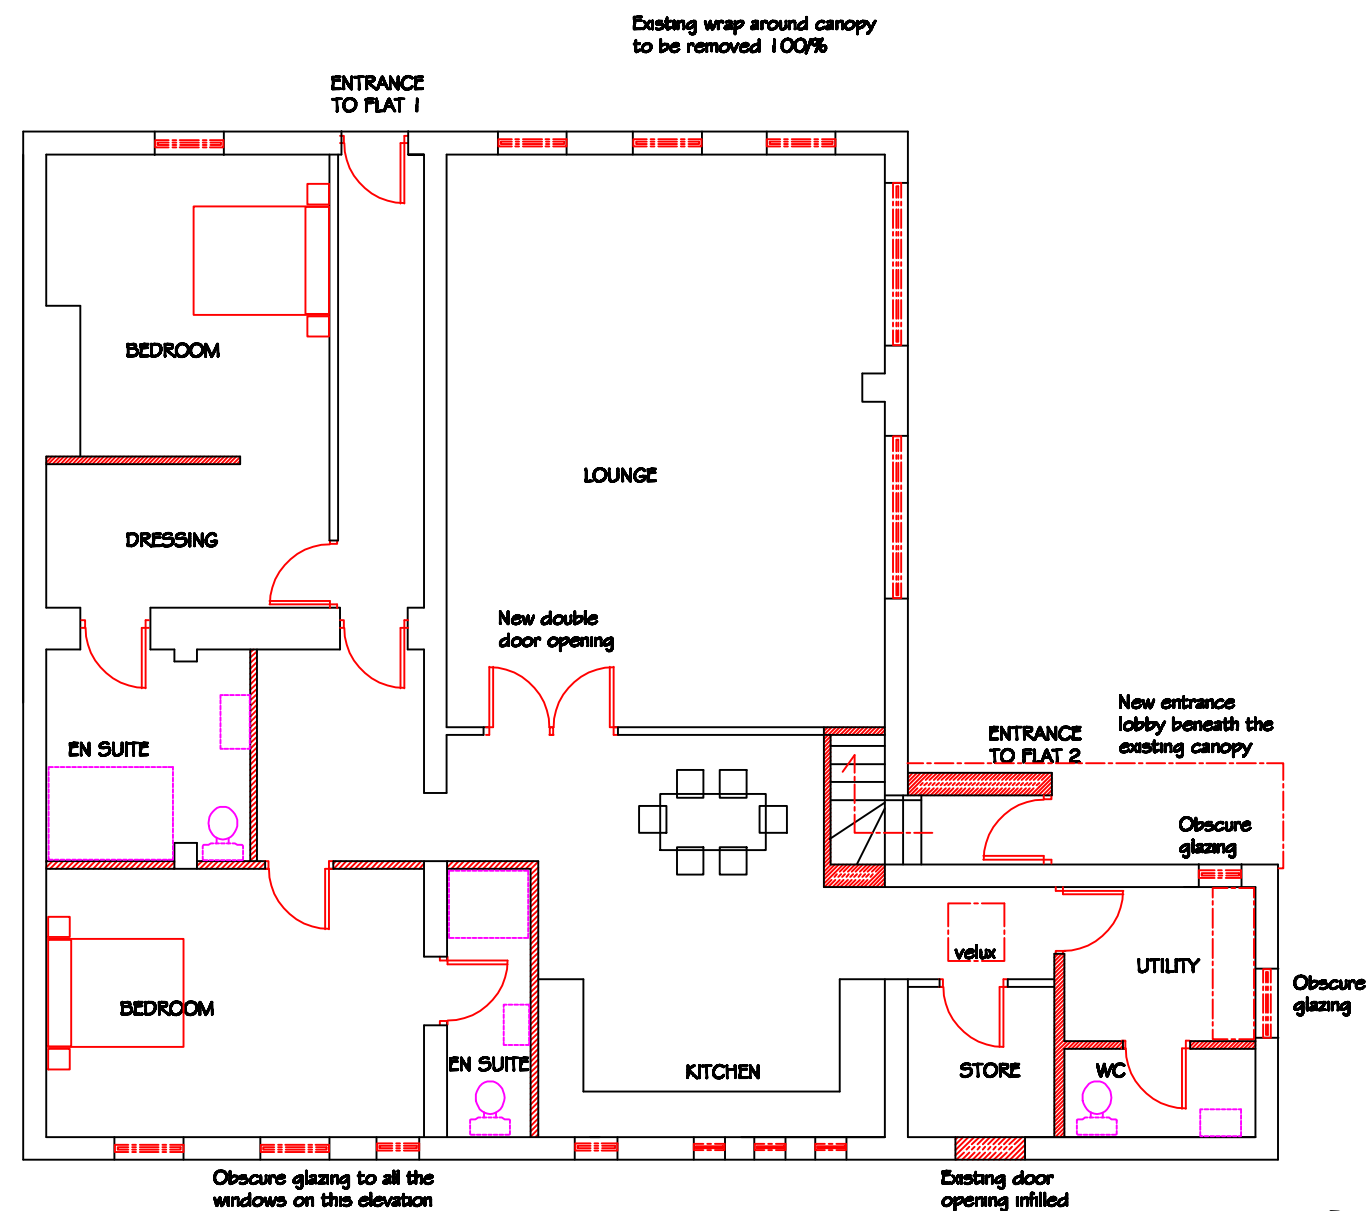 Existing wrap around canopy
to be removed 100/%
ENTRANCE
TO FLAT 1
BEDROOM
LOUNGE
DRESSING
New double
door opening
New entrance
lobby beneath the
existing canopy
ENTRANCE
TO FLAT 2
EN SUITE
Obscure
glazing
velux
UTILITY
Obscure
glazing
BEDROOM
EN SUITE
KITCHEN
STORE
WC
Obscure glazing to all the
windows on this elevation
Existing door
opening infilled